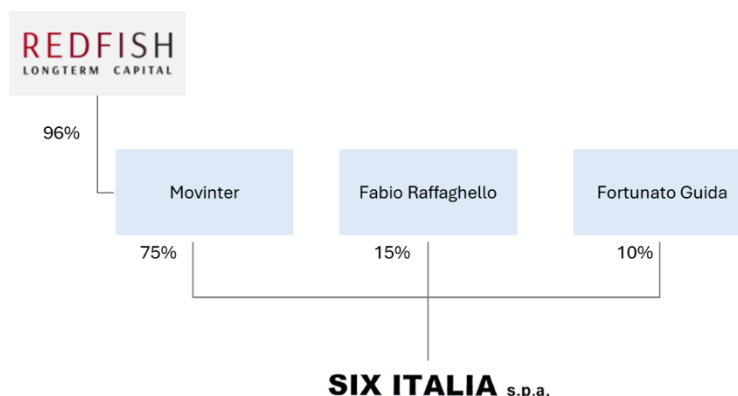 REDFISH
LONGTERM CAPITAL
96%
Movinter
Fabio Raffaghello
Fortunato Guida
75%
15%
10%
SIX ITALIA s.p.a.